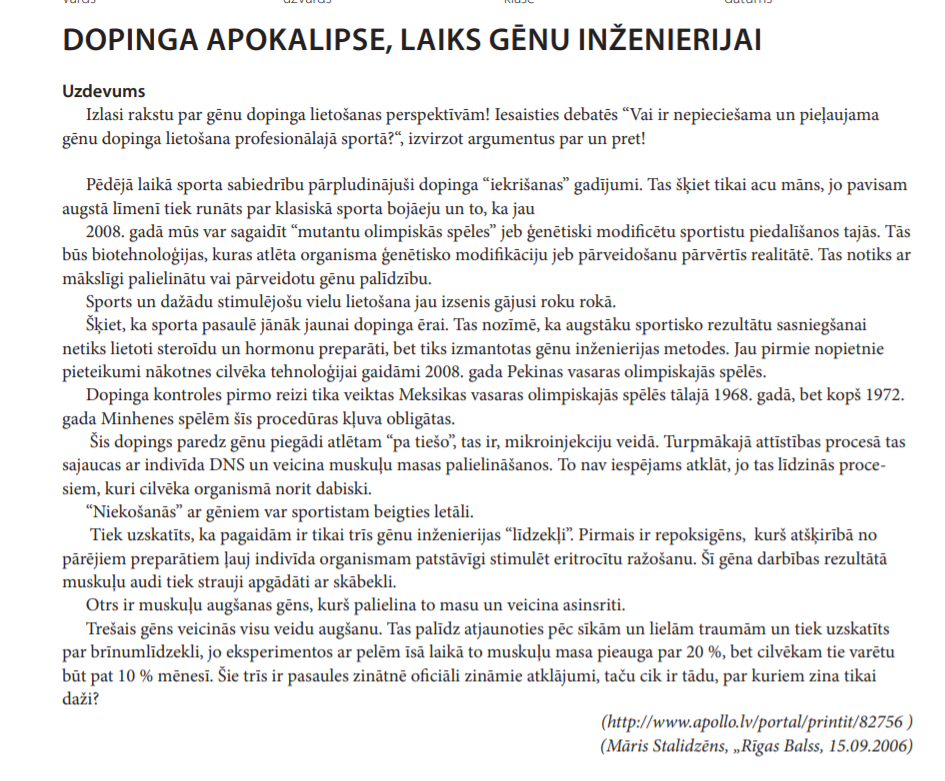 vārds uzvārds klase datums
DOPINGA APOKALIPSE, LAIKS GĒNU INŽENIERIJAI
Uzdevums
Izlasi rakstu par gēnu dopinga lietošanas perspektīvām! Iesaisties debatēs “Vai ir nepieciešama un pieļaujama
gēnu dopinga lietošana profesionālajā sportā?“, izvirzot argumentus par un pret!
Pēdējā laikā sporta sabiedrību pārpludinājuši dopinga “iekrišanas” gadījumi. Tas šķiet tikai acu māns, jo pavisam
augstā līmenī tiek runāts par klasiskā sporta bojāeju un to, ka jau
2008. gadā mūs var sagaidīt “mutantu olimpiskās spēles” jeb ģenētiski modificētu sportistu piedalīšanos tajās. Tās
būs biotehnoloģijas, kuras atlēta organisma ģenētisko modifikāciju jeb pārveidošanu pārvērtīs realitātē. Tas notiks ar
mākslīgi palielinātu vai pārveidotu gēnu palīdzību.
Sports un dažādu stimulējošu vielu lietošana jau izsenis gājusi roku rokā.
Šķiet, ka sporta pasaulē jānāk jaunai dopinga ērai. Tas nozīmē, ka augstāku sportisko rezultātu sasniegšanai
netiks lietoti steroīdu un hormonu preparāti, bet tiks izmantotas gēnu inženierijas metodes. Jau pirmie nopietnie
pieteikumi nākotnes cilvēka tehnoloģijai gaidāmi 2008. gada Pekinas vasaras olimpiskajās spēlēs.
Dopinga kontroles pirmo reizi tika veiktas Meksikas vasaras olimpiskajās spēlēs tālajā 1968. gadā, bet kopš 1972.
gada Minhenes spēlēm šīs procedūras kļuva obligātas.
Šis dopings paredz gēnu piegādi atlētam “pa tiešo”, tas ir, mikroinjekciju veidā. Turpmākajā attīstības procesā tas
sajaucas ar indivīda DNS un veicina muskuļu masas palielināšanos. To nav iespējams atklāt, jo tas līdzinās proce-
siem, kuri cilvēka organismā norit dabiski.
“Niekošanās” ar gēniem var sportistam beigties letāli.
Tiek uzskatīts, ka pagaidām ir tikai trīs gēnu inženierijas “līdzekļi”. Pirmais ir repoksigēns, kurš atšķirībā no
pārējiem preparātiem ļauj indivīda organismam patstāvīgi stimulēt eritrocītu ražošanu. Šī gēna darbības rezultātā
muskuļu audi tiek strauji apgādāti ar skābekli.
Otrs ir muskuļu augšanas gēns, kurš palielina to masu un veicina asinsriti.
Trešais gēns veicinās visu veidu augšanu. Tas palīdz atjaunoties pēc sīkām un lielām traumām un tiek uzskatīts
par brīnumlīdzekli, jo eksperimentos ar pelēm īsā laikā to muskuļu masa pieauga par 20 %, bet cilvēkam tie varētu
būt pat 10 % mēnesī. Šie trīs ir pasaules zinātnē oficiāli zināmie atklājumi, taču cik ir tādu, par kuriem zina tikai
daži?
(http://www.apollo.lv/portal/printit/82756 )
(Māris Stalidzēns, „Rīgas Balss, 15.09.2006)